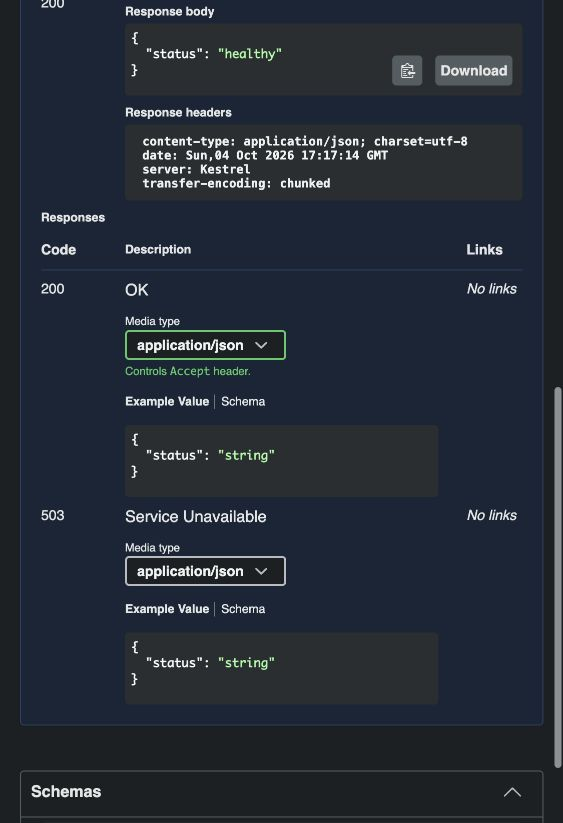 200
Response body
{
  "status": "healthy"
}
Download
Response headers
content-type: application/json; charset=utf-8
date: Sun,04 Oct 2026 17:17:14 GMT
server: Kestrel
transfer-encoding: chunked
Responses
Code Description Links
200 OK No links
Media type
application/json
Controls Accept header.
Example Value | Schema
{
  "status": "string"
}
503 Service Unavailable No links
Media type
application/json
Example Value | Schema
{
  "status": "string"
}
Schemas